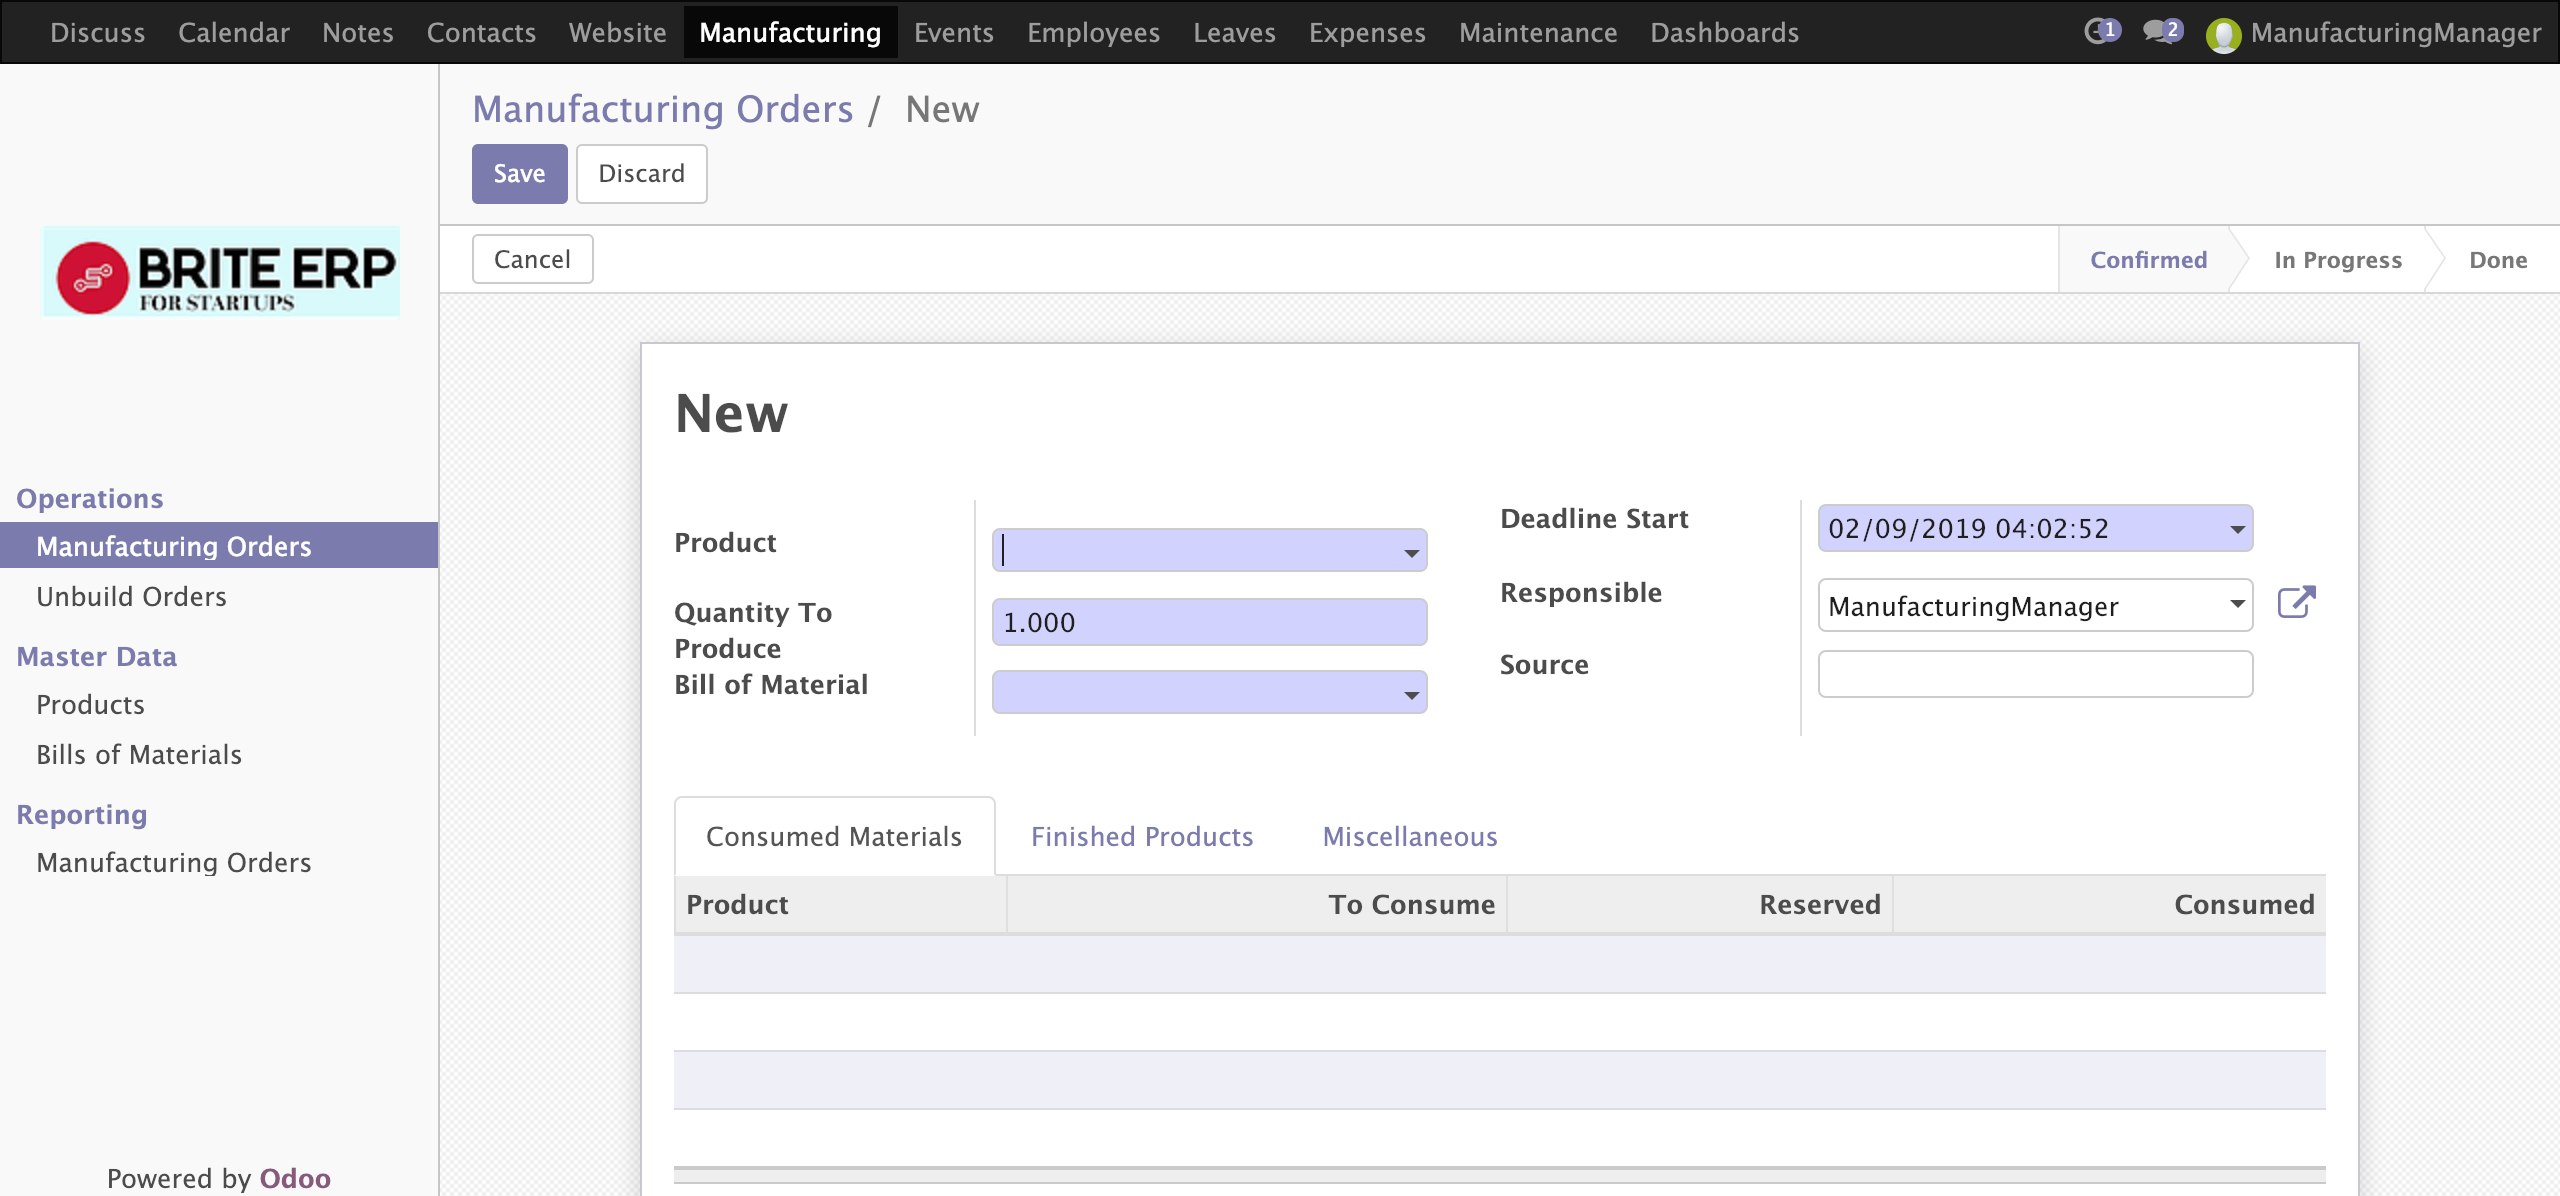 Discuss Calendar Notes Contacts Website Manufacturing Events Employees Leaves Expenses Maintenance Dashboards 1 2 ManufacturingManager
Manufacturing Orders / New
Save Discard
Cancel
Confirmed In Progress Done
BRITE ERP
FOR STARTUPS
Operations
Manufacturing Orders
Unbuild Orders
Master Data
Products
Bills of Materials
Reporting
Manufacturing Orders
Powered by Odoo
New
Product
Quantity To
Produce
1.000
Bill of Material
Deadline Start 02/09/2019 04:02:52
Responsible ManufacturingManager
Source
Consumed Materials Finished Products Miscellaneous
Product To Consume Reserved Consumed